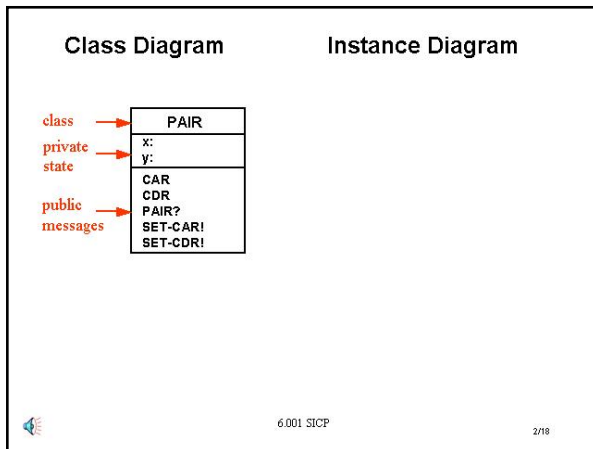 Class Diagram
Instance Diagram
class
PAIR
private
state
x:
y:
public
messages
CAR
CDR
PAIR?
SET-CAR!
SET-CDR!
6.001 SICP
2/18